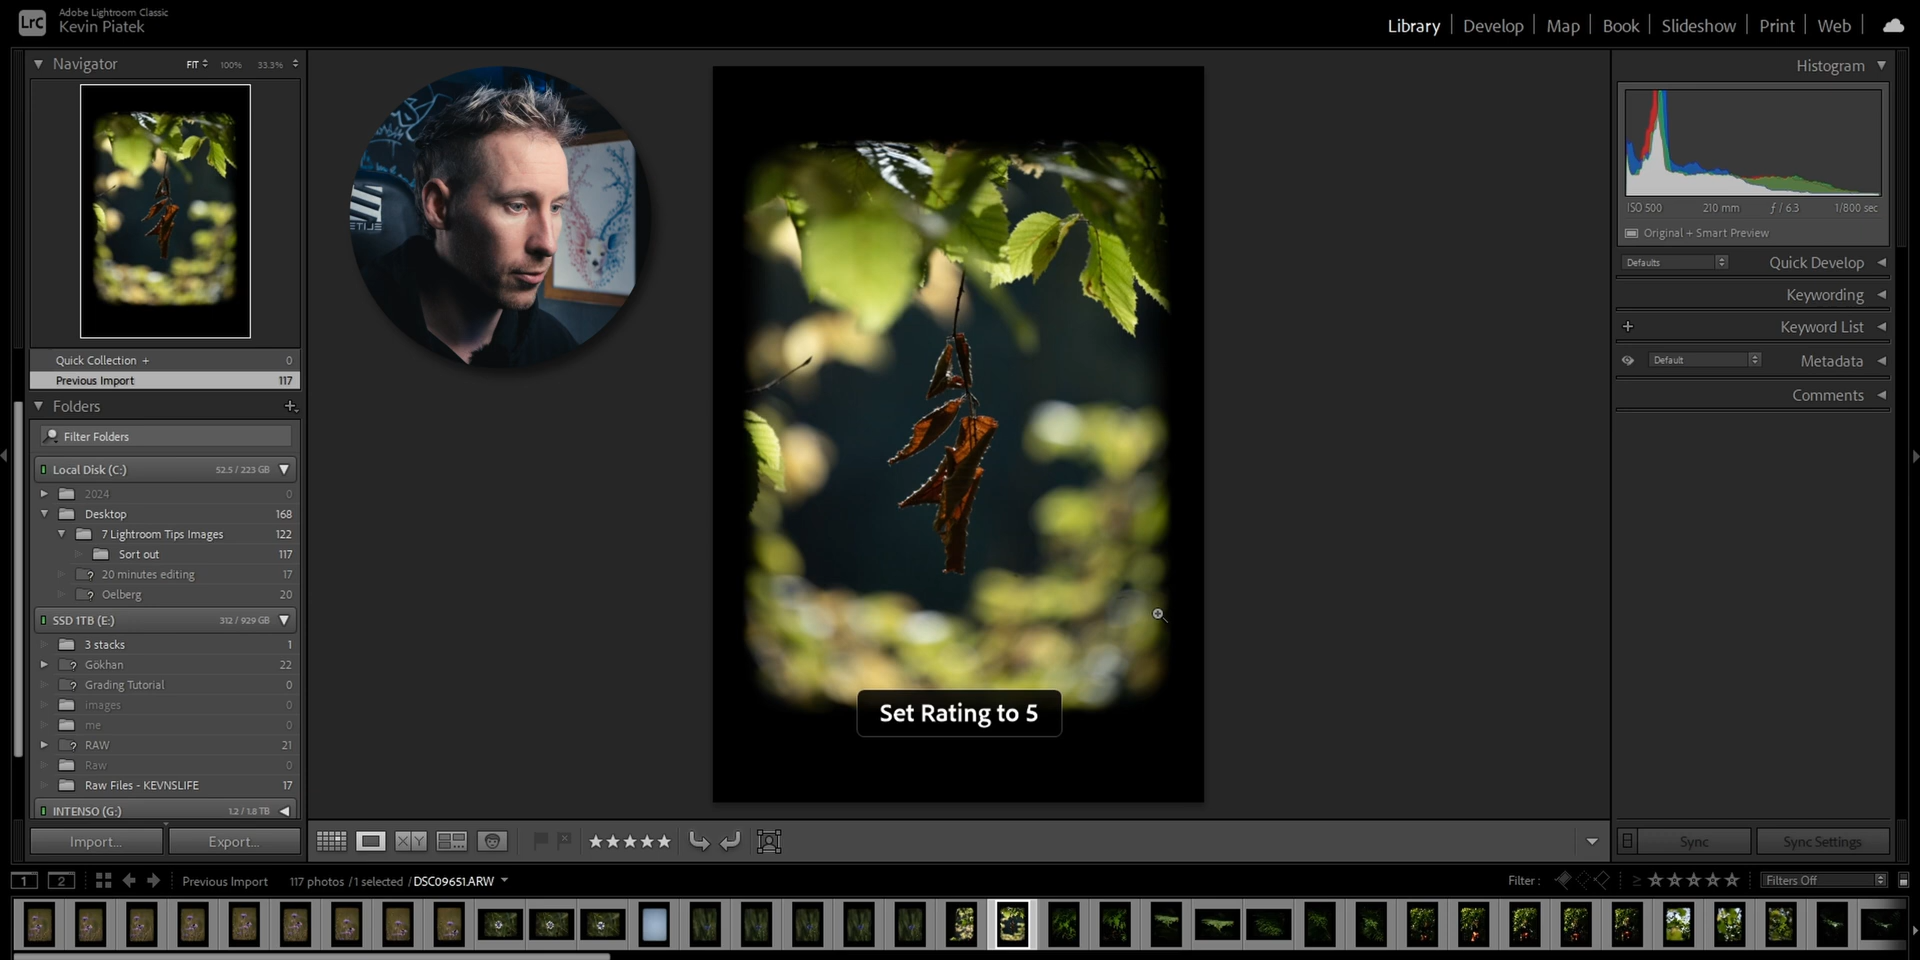 LrC
Adobe Lightroom Classic
Kevin Piatek
Library | Develop | Map | Book | Slideshow | Print | Web
Navigator
FIT 100% 33.3%
Quick Collection + 0
Previous Import 117
Folders
Filter Folders
Local Disk (C:) 52.5 / 223 GB
2024 0
Desktop 168
7 Lightroom Tips Images 122
Sort out 117
20 minutes editing 17
Oelberg 20
SSD 1TB (E:) 312 / 929 GB
3 stacks 1
Gökhan 22
Grading Tutorial 0
images 0
me 0
RAW 21
Raw 0
Raw Files - KEVNSLIFE 17
INTENSO (G:) 1.2 / 1.8 TB
Import...
Export...
Set Rating to 5
X Y
Histogram
ISO 500 210 mm ƒ / 6.3 1/800 sec
Original + Smart Preview
Defaults Quick Develop
Keywording
+ Keyword List
Default Metadata
Comments
Sync
Sync Settings
1 2 Previous Import 117 photos / 1 selected / DSC09651.ARW
Filter : ≥ Filters Off